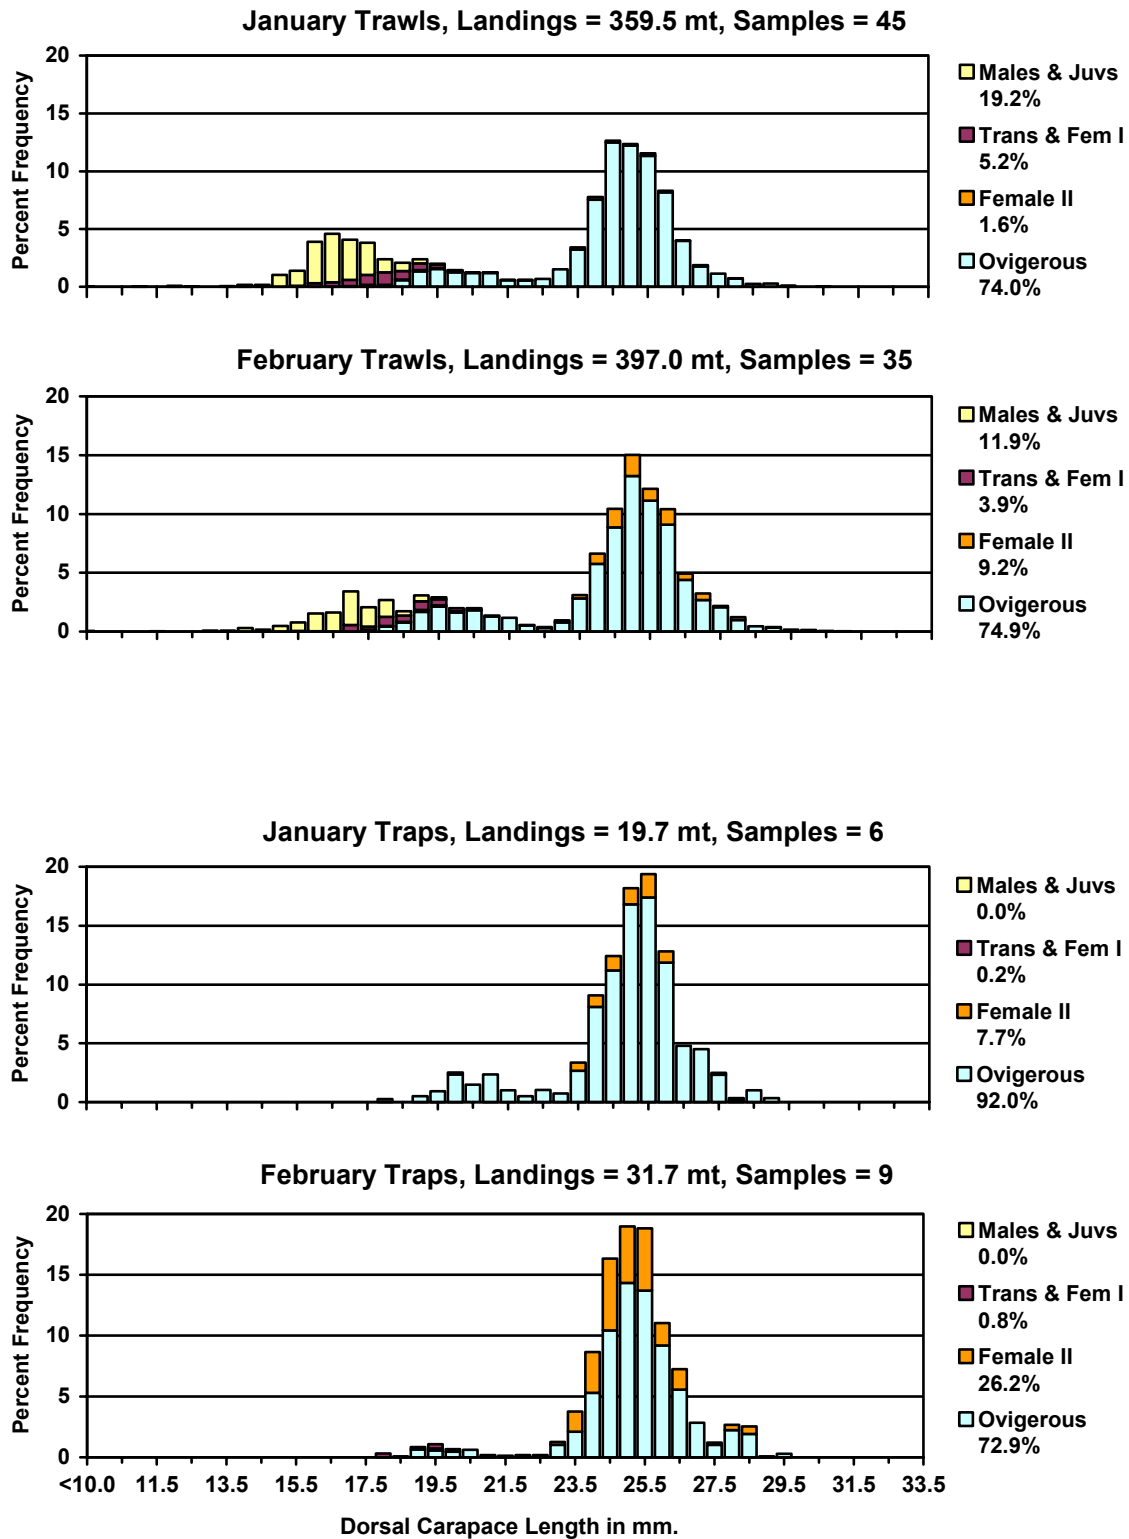 January Trawls, Landings = 359.5 mt, Samples = 45
Percent Frequency
20
15
10
5
0
Males & Juvs
19.2%
Trans & Fem I
5.2%
Female II
1.6%
Ovigerous
74.0%
February Trawls, Landings = 397.0 mt, Samples = 35
Percent Frequency
20
15
10
5
0
Males & Juvs
11.9%
Trans & Fem I
3.9%
Female II
9.2%
Ovigerous
74.9%
January Traps, Landings = 19.7 mt, Samples = 6
Percent Frequency
20
15
10
5
0
Males & Juvs
0.0%
Trans & Fem I
0.2%
Female II
7.7%
Ovigerous
92.0%
February Traps, Landings = 31.7 mt, Samples = 9
Percent Frequency
20
15
10
5
0
Males & Juvs
0.0%
Trans & Fem I
0.8%
Female II
26.2%
Ovigerous
72.9%
<10.0 11.5 13.5 15.5 17.5 19.5 21.5 23.5 25.5 27.5 29.5 31.5 33.5
Dorsal Carapace Length in mm.